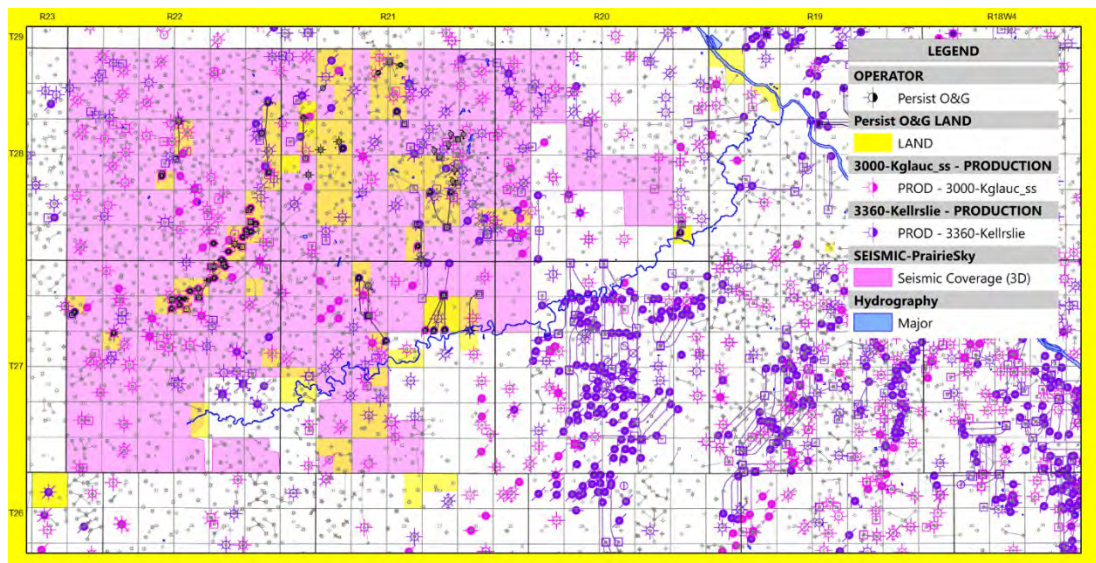 R23 R22 R21 R20 R19 R18W4
T29
T28
T27
T26
LEGEND
OPERATOR
Persist O&G
Persist O&G LAND
LAND
3000-Kglauc_ss - PRODUCTION
PROD - 3000-Kglauc_ss
3360-Kellrslie - PRODUCTION
PROD - 3360-Kellrslie
SEISMIC-PrairieSky
Seismic Coverage (3D)
Hydrography
Major